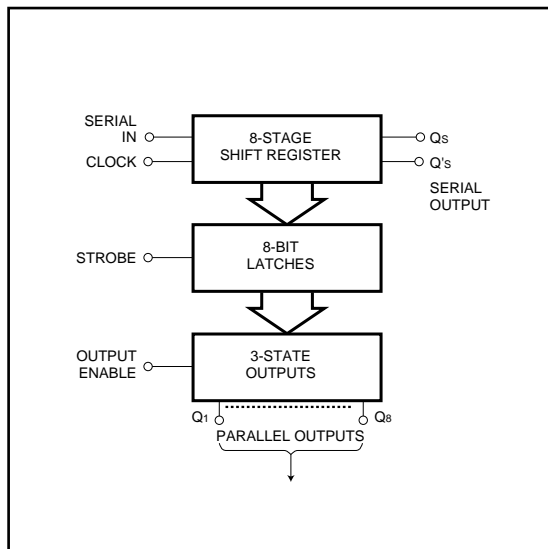 SERIAL
IN
CLOCK
8-STAGE
SHIFT REGISTER
QS
Q'S
SERIAL
OUTPUT
STROBE
8-BIT
LATCHES
OUTPUT
ENABLE
3-STATE
OUTPUTS
Q1
Q8
PARALLEL OUTPUTS